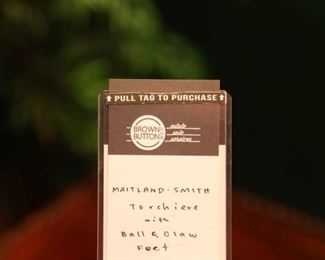 PULL TAG TO PURCHASE
BROWN
BUTTON
estate
sale
services
MAITLAND-SMITH
Torchiere
with
Ball & Claw
Feet